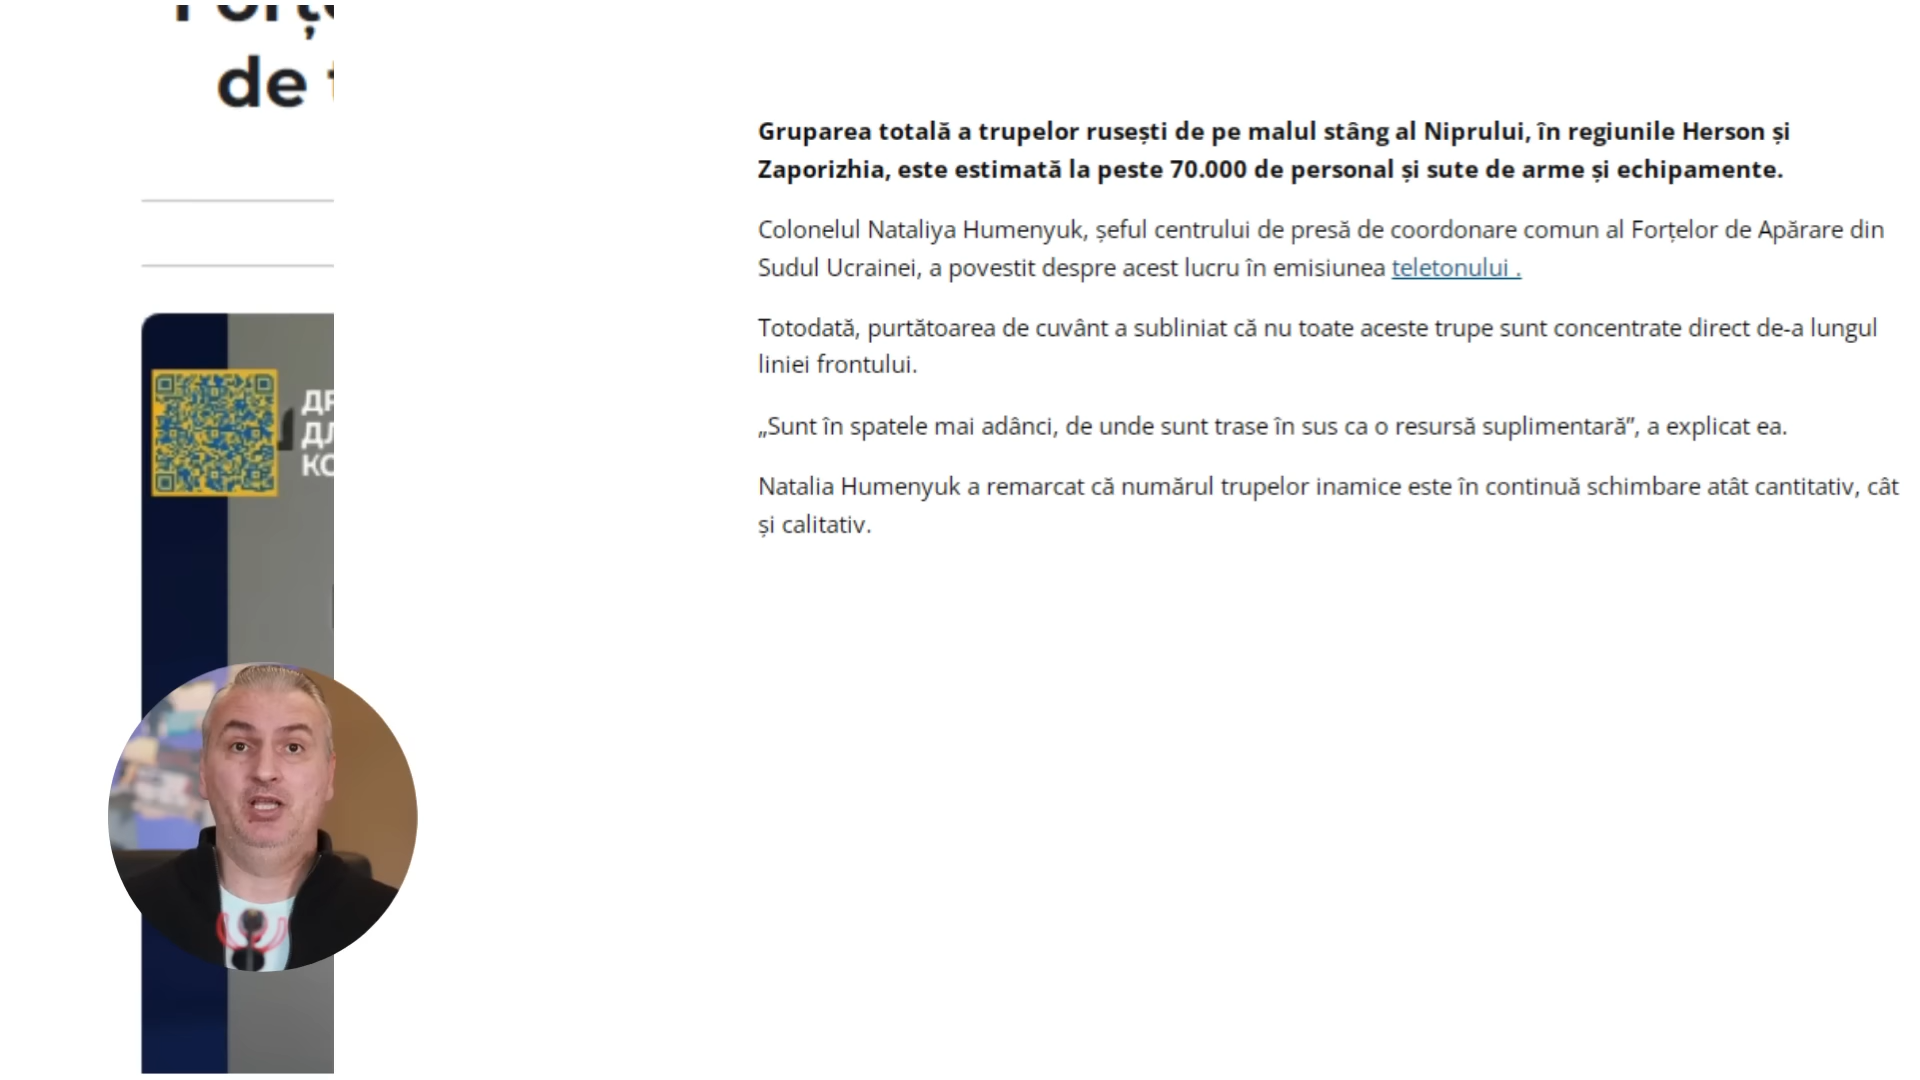 de
ДР
ДЛ
КО
Gruparea totală a trupelor rusești de pe malul stâng al Niprului, în regiunile Herson și
Zaporizhia, este estimată la peste 70.000 de personal și sute de arme și echipamente.
Colonelul Nataliya Humenyuk, șeful centrului de presă de coordonare comun al Forțelor de Apărare din
Sudul Ucrainei, a povestit despre acest lucru în emisiunea teletonului .
Totodată, purtătoarea de cuvânt a subliniat că nu toate aceste trupe sunt concentrate direct de-a lungul
liniei frontului.
„Sunt în spatele mai adânci, de unde sunt trase în sus ca o resursă suplimentară”, a explicat ea.
Natalia Humenyuk a remarcat că numărul trupelor inamice este în continuă schimbare atât cantitativ, cât
și calitativ.